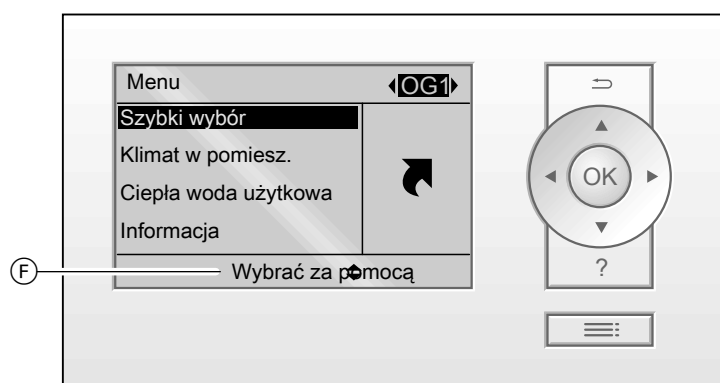 Menu
OG1
Szybki wybór
Klimat w pomiesz.
Ciepła woda użytkowa
Informacja
Wybrać za pomocą
F
OK
?